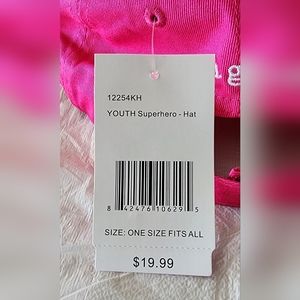 12254KH
YOUTH Superhero - Hat
8 42476 10629 5
SIZE: ONE SIZE FITS ALL
$19.99